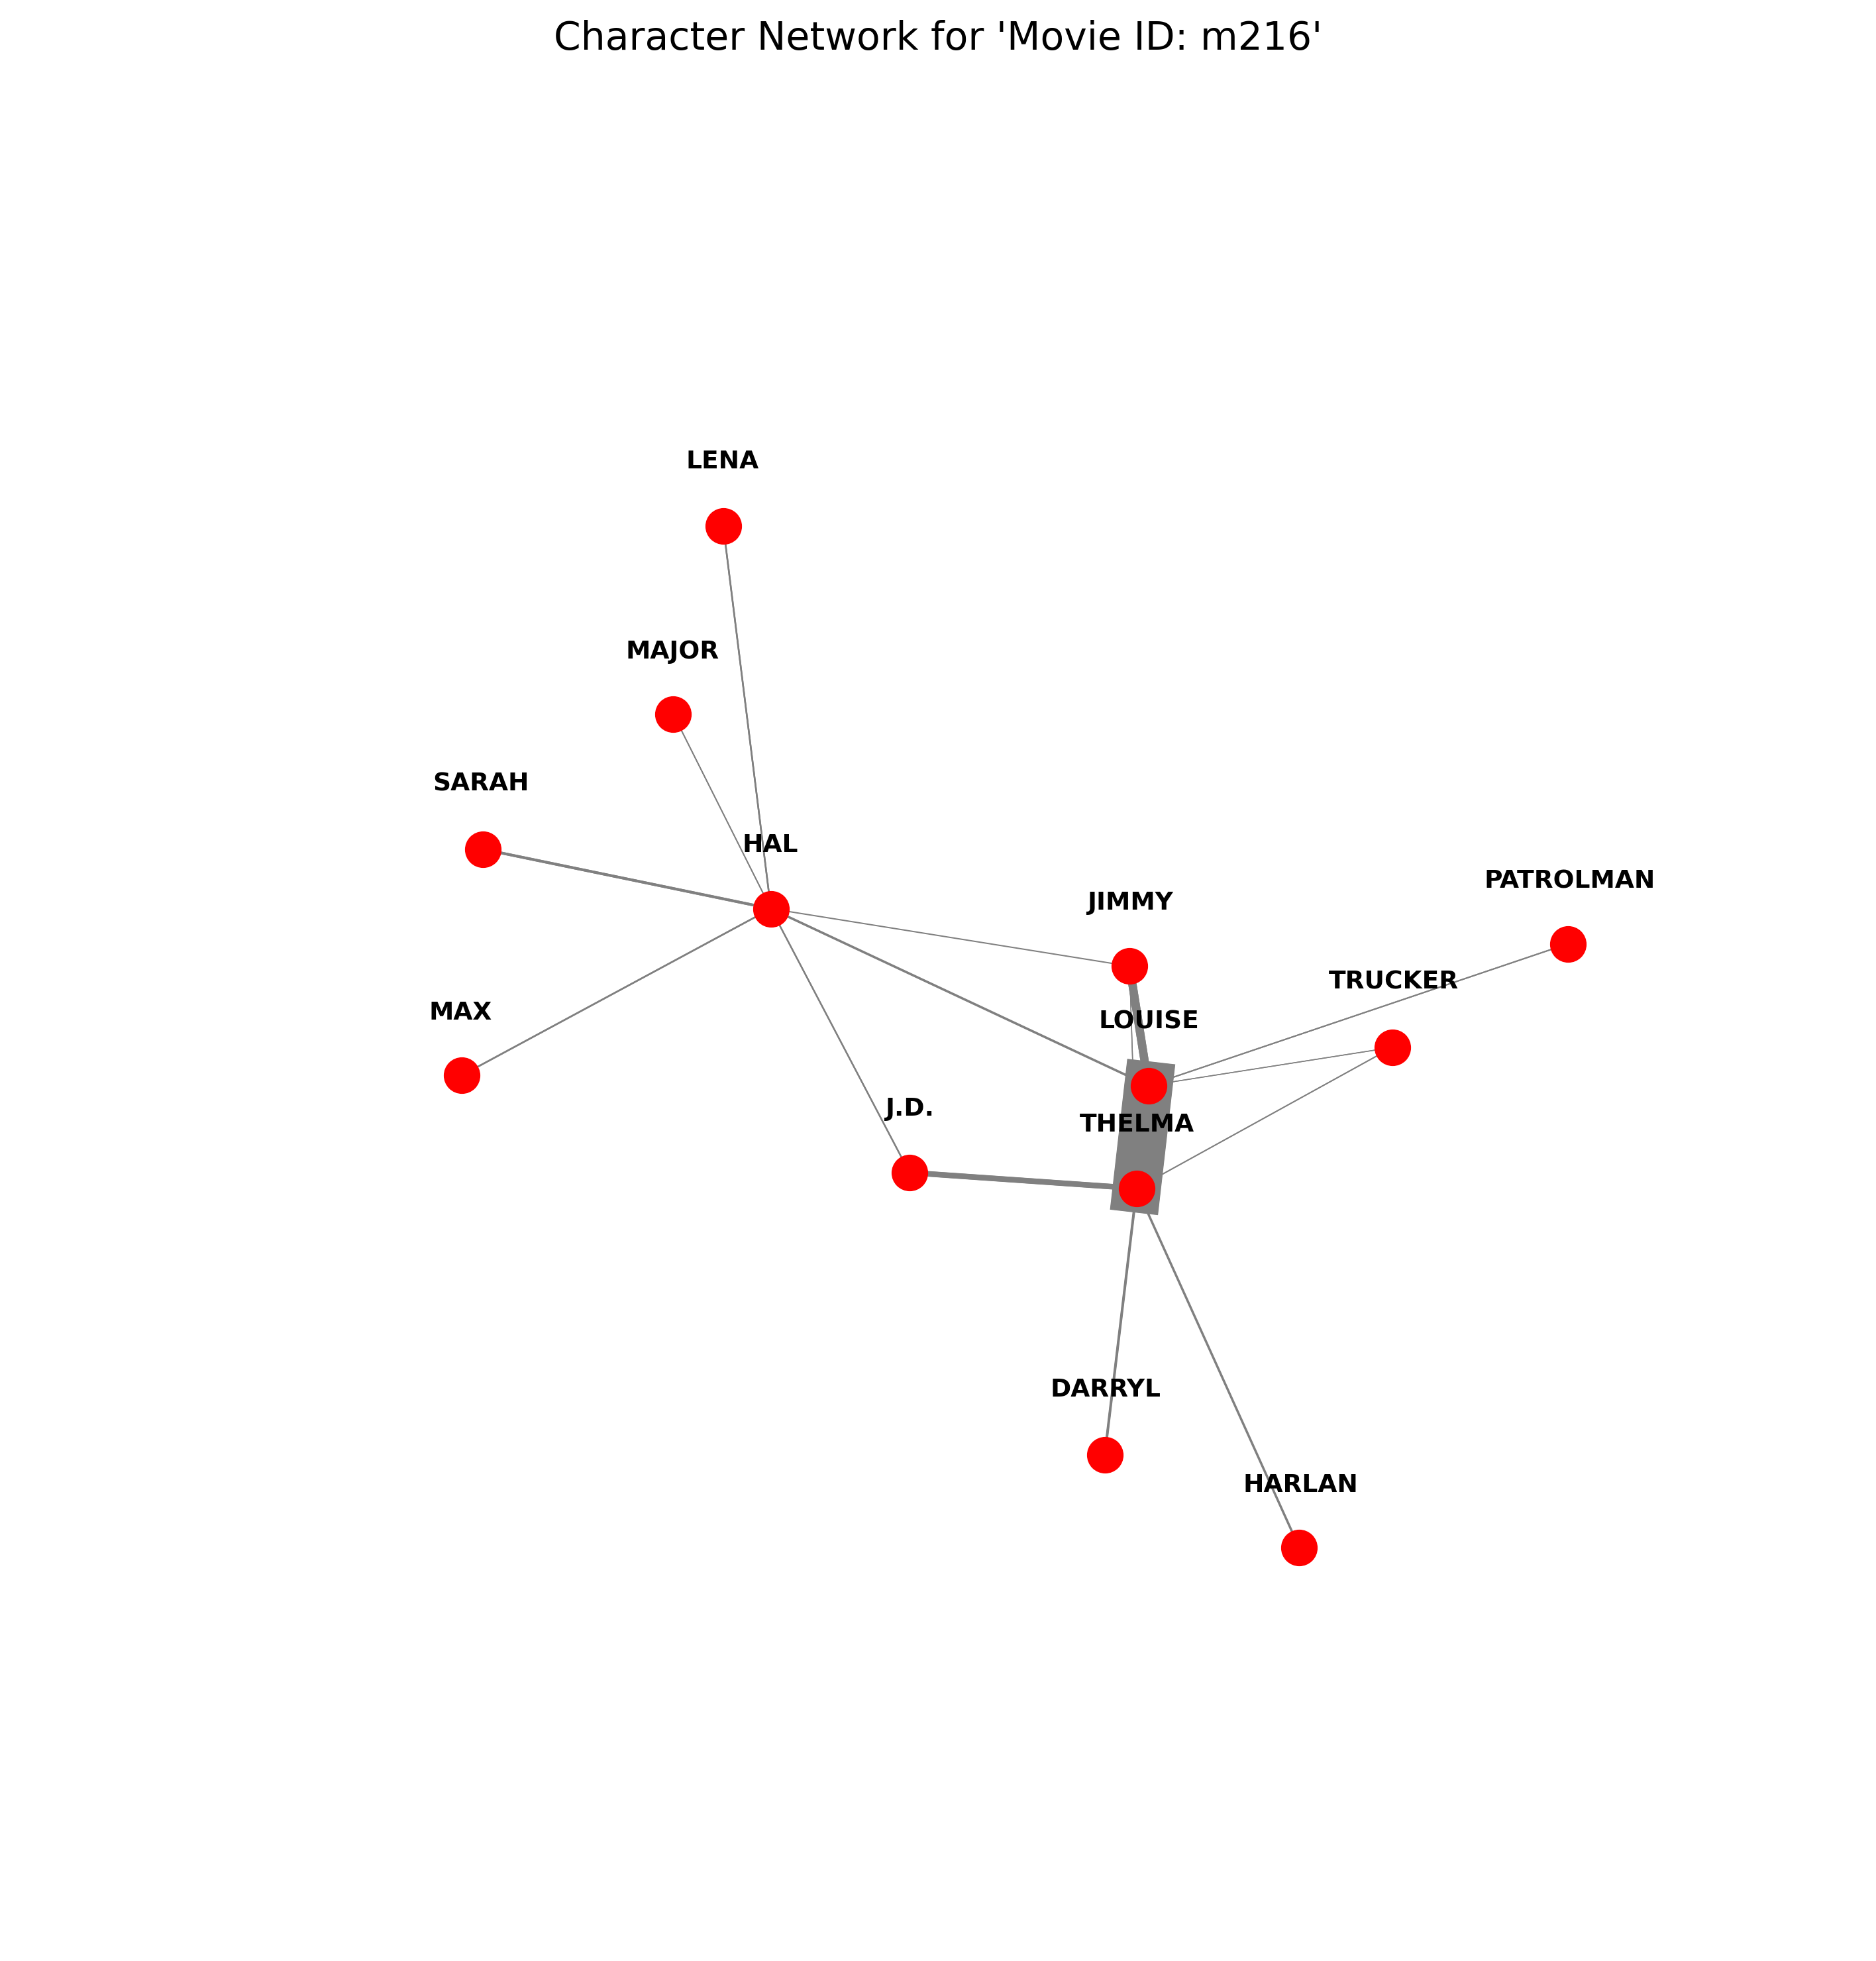 Character Network for 'Movie ID: m216'
LENA
MAJOR
SARAH
HAL
PATROLMAN
JIMMY
TRUCKER
MAX
LOUISE
J.D.
THELMA
DARRYL
HARLAN